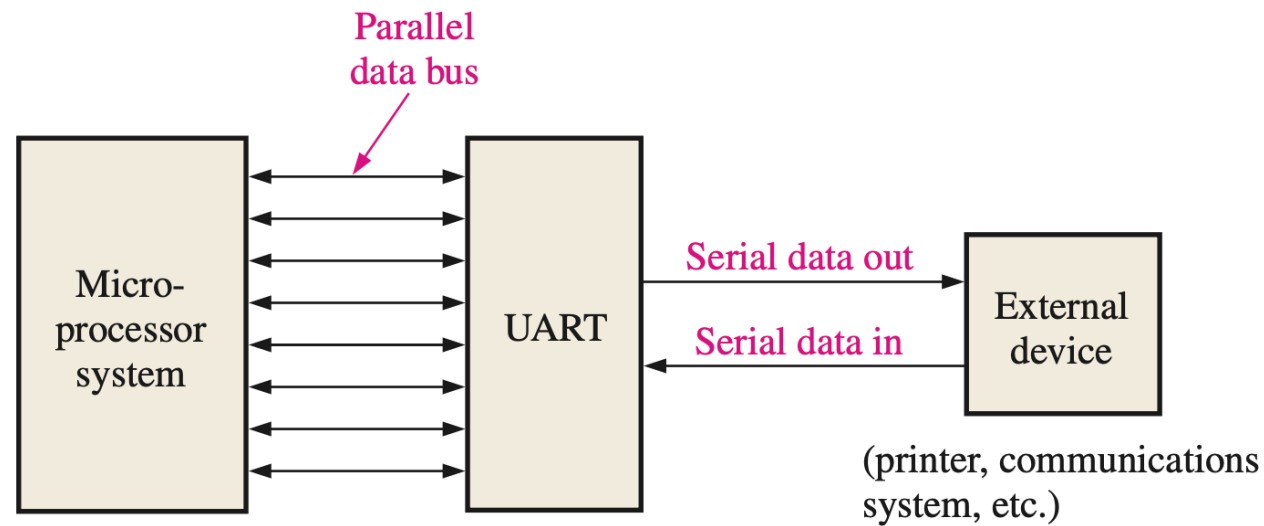 Parallel
data bus
Micro-
processor
system
UART
Serial data out
Serial data in
External
device
(printer, communications
system, etc.)